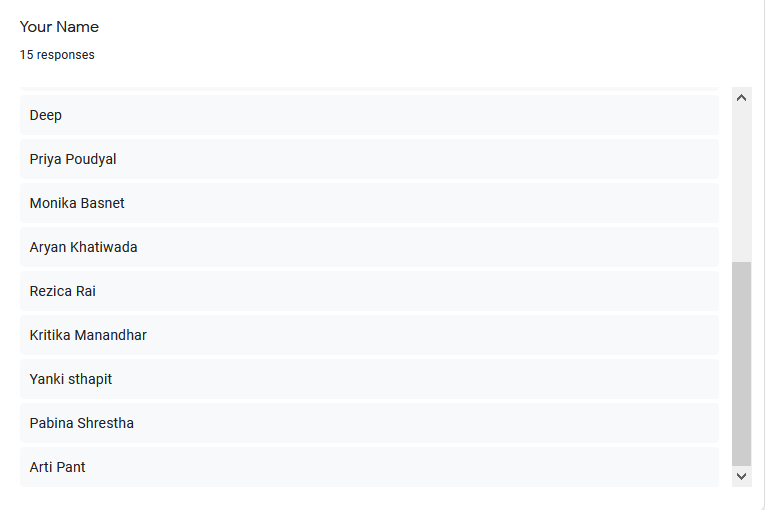 Your Name
15 responses
Deep
Priya Poudyal
Monika Basnet
Aryan Khatiwada
Rezica Rai
Kritika Manandhar
Yanki sthapit
Pabina Shrestha
Arti Pant